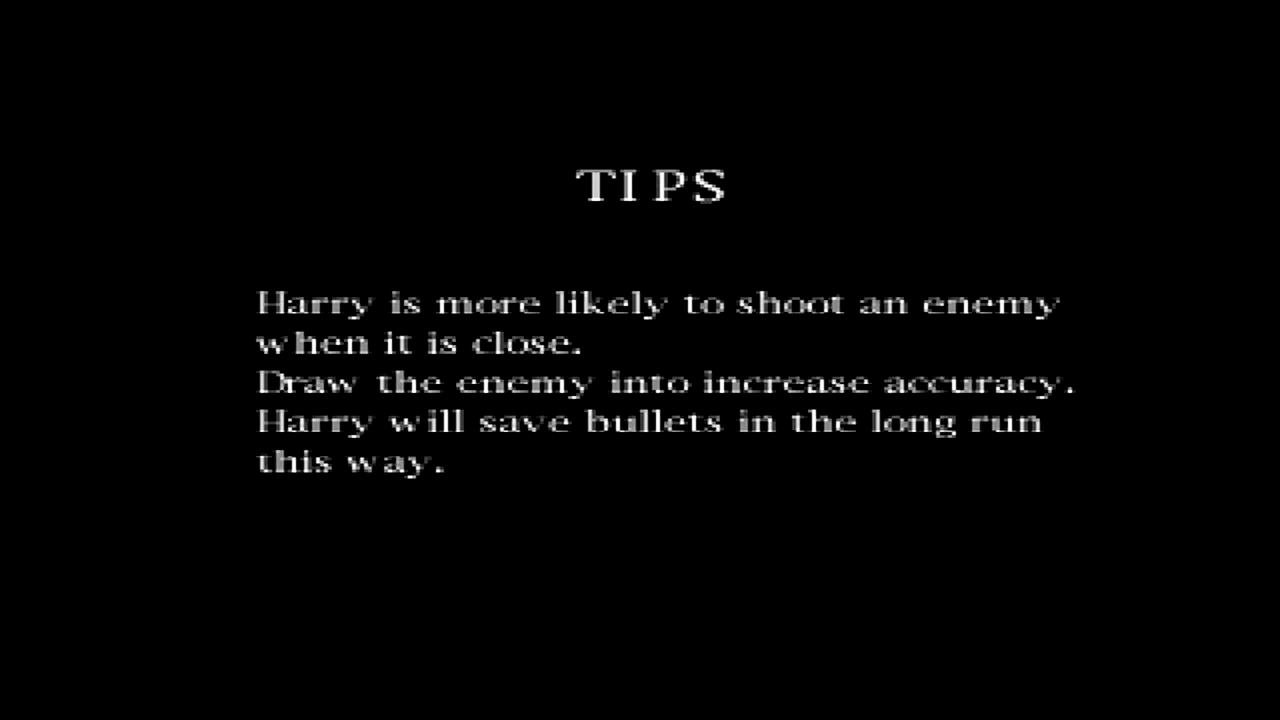 TIPS
Harry is more likely to shoot an enemy
when it is close.
Draw the enemy into increase accuracy.
Harry will save bullets in the long run
this way.